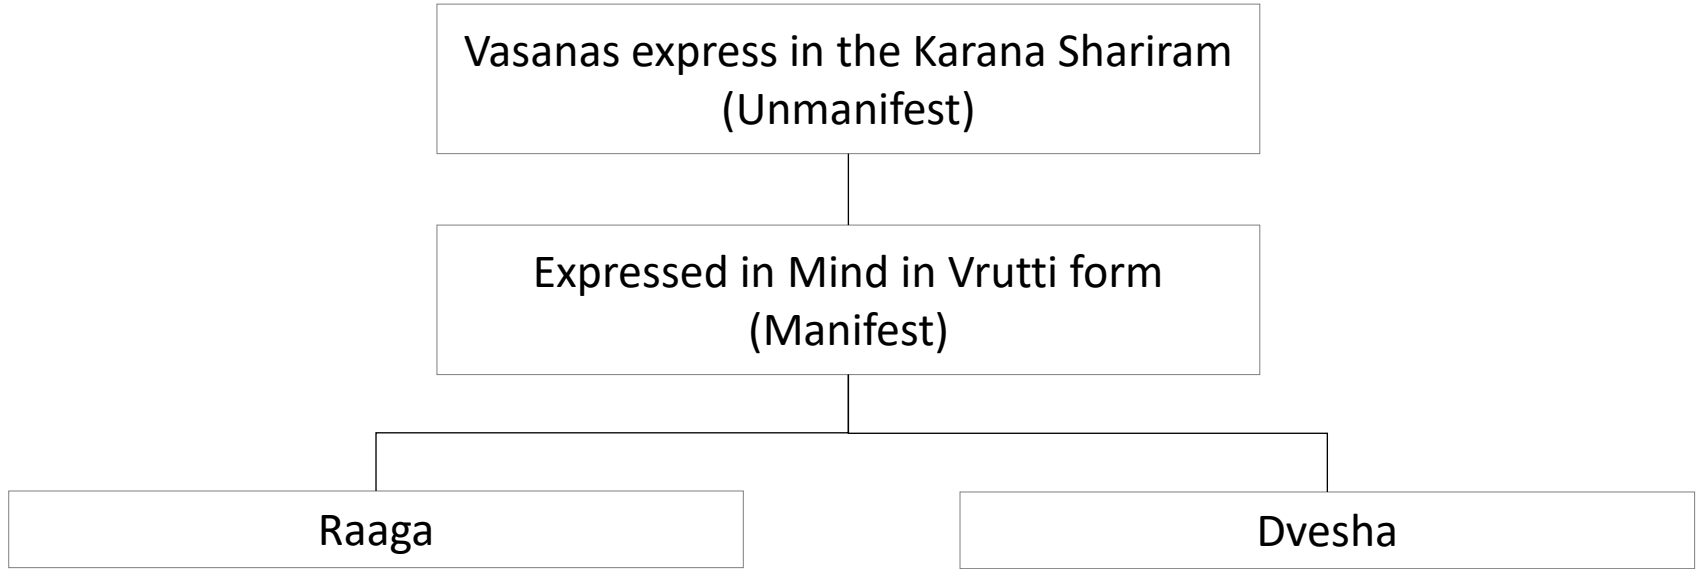 Vasanas express in the Karana Shariram
(Unmanifest)
Expressed in Mind in Vrutti form
(Manifest)
Raaga
Dvesha